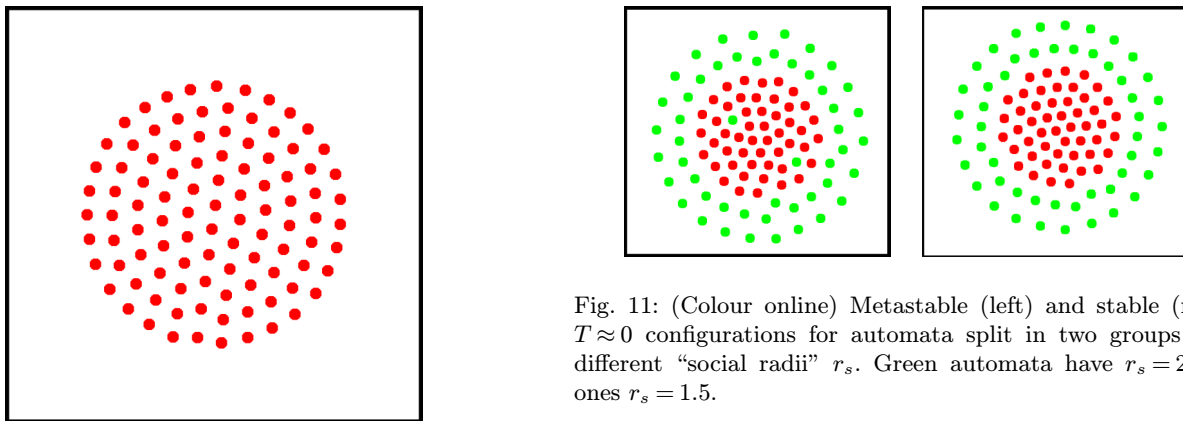 Fig. 11: (Colour online) Metastable (left) and stable
T ≈ 0 configurations for automata split in two groups
different “social radii” rₛ. Green automata have rₛ = 2
ones rₛ = 1.5.